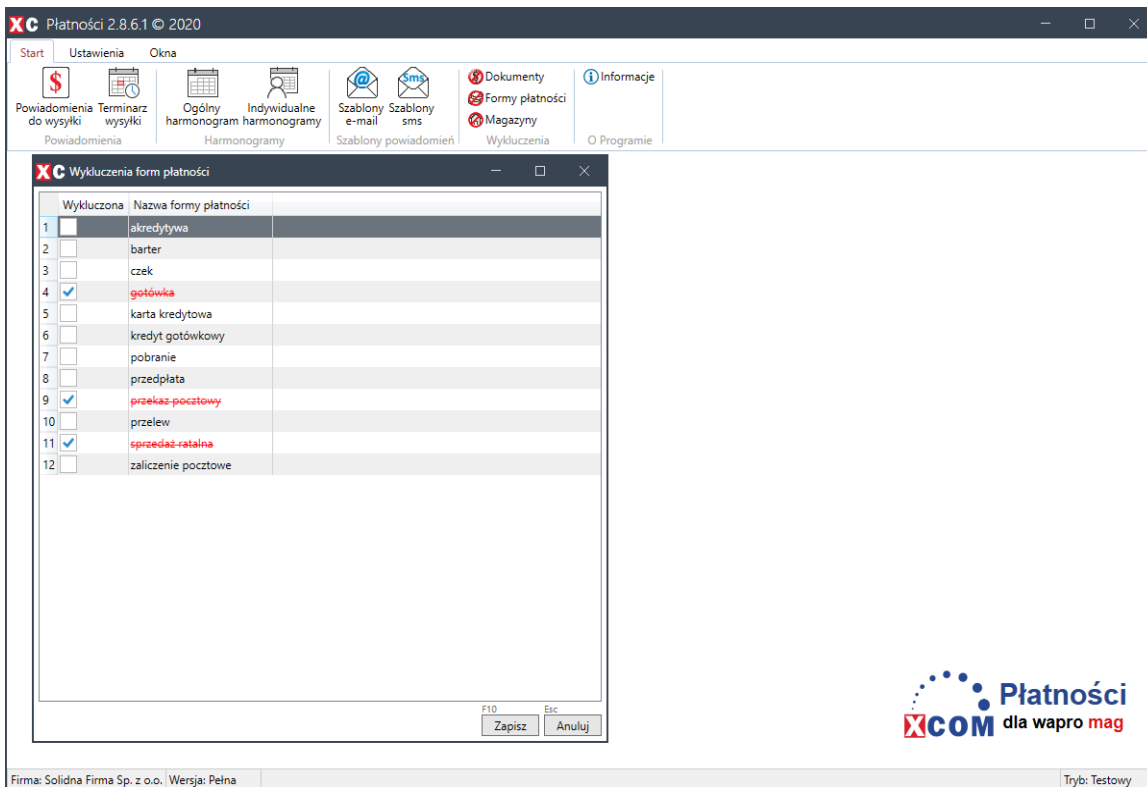 XC Płatności 2.8.6.1 © 2020
Start Ustawienia Okna
Powiadomienia do wysyłki
Terminarz wysyłki
Ogólny harmonogram
Indywidualne harmonogramy
Szablony e-mail
Szablony sms
Dokumenty
Formy płatności
Magazyny
Informacje
Powiadomienia Harmonogramy Szablony powiadomień Wykluczenia O Programie
XC Wykluczenia form płatności
Wykluczona Nazwa formy płatności
1 akredytywa
2 barter
3 czek
4 gotówka
5 karta kredytowa
6 kredyt gotówkowy
7 pobranie
8 przedpłata
9 przekaz pocztowy
10 przelew
11 sprzedaż ratalna
12 zaliczenie pocztowe
F10 Esc
Zapisz Anuluj
Płatności
XCOM dla wapro mag
Firma: Solidna Firma Sp. z o.o. Wersja: Pełna Tryb: Testowy